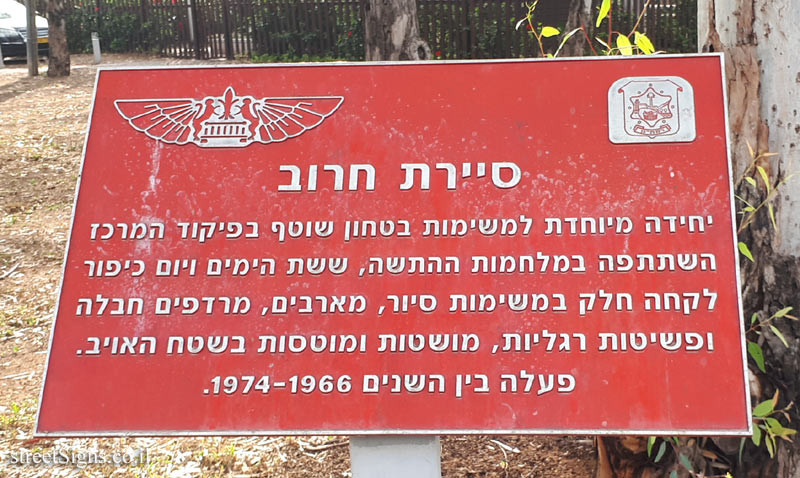 סיירת חרוב
יחידה מיוחדת למשימות בטחון שוטף בפיקוד המרכז
השתתפה במלחמות ההתשה, ששת הימים ויום כיפור
לקחה חלק במשימות סיור, מארבים, מרדפים חבלה
ופשיטות רגליות, מושטות ומוטסות בשטח האויב.
פעלה בין השנים 1966-1974.
streetSigns.co.il